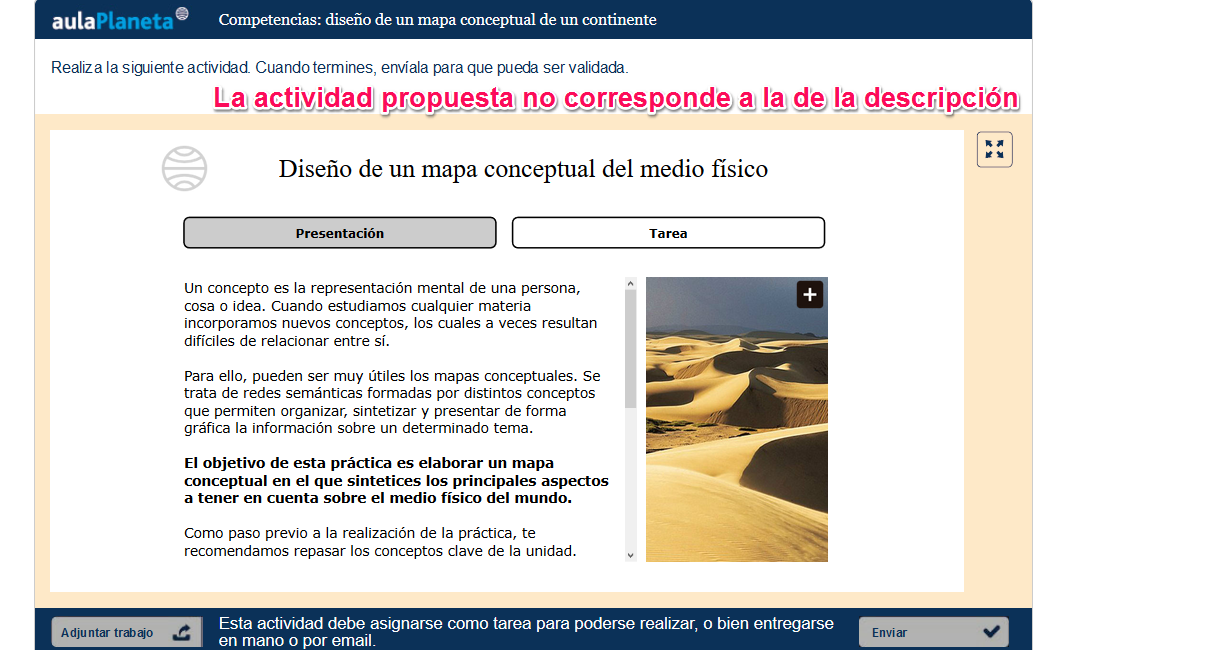 aulaPlaneta Competencias: diseño de un mapa conceptual de un continente
Realiza la siguiente actividad. Cuando termines, envíala para que pueda ser validada.
La actividad propuesta no corresponde a la de la descripción
Diseño de un mapa conceptual del medio físico
Presentación Tarea
Un concepto es la representación mental de una persona,
cosa o idea. Cuando estudiamos cualquier materia
incorporamos nuevos conceptos, los cuales a veces resultan
difíciles de relacionar entre sí.
Para ello, pueden ser muy útiles los mapas conceptuales. Se
trata de redes semánticas formadas por distintos conceptos
que permiten organizar, sintetizar y presentar de forma
gráfica la información sobre un determinado tema.
El objetivo de esta práctica es elaborar un mapa
conceptual en el que sintetices los principales aspectos
a tener en cuenta sobre el medio físico del mundo.
Como paso previo a la realización de la práctica, te
recomendamos repasar los conceptos clave de la unidad.
Adjuntar trabajo
Esta actividad debe asignarse como tarea para poderse realizar, o bien entregarse
en mano o por email.
Enviar